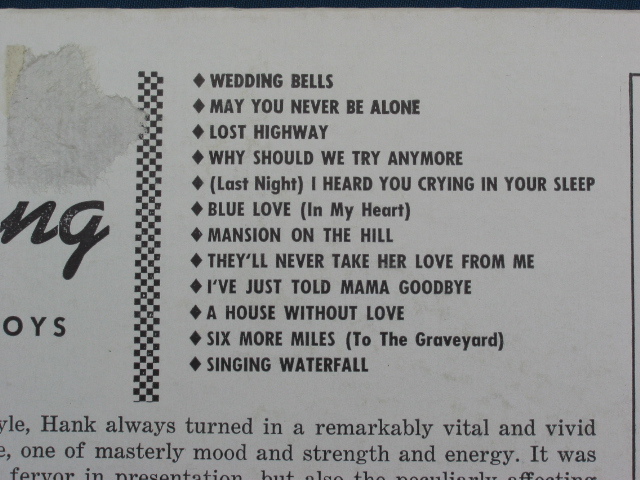 ◆ WEDDING BELLS
◆ MAY YOU NEVER BE ALONE
◆ LOST HIGHWAY
◆ WHY SHOULD WE TRY ANYMORE
◆ (Last Night) I HEARD YOU CRYING IN YOUR SLEEP
◆ BLUE LOVE (In My Heart)
◆ MANSION ON THE HILL
◆ THEY'LL NEVER TAKE HER LOVE FROM ME
◆ I'VE JUST TOLD MAMA GOODBYE
◆ A HOUSE WITHOUT LOVE
◆ SIX MORE MILES (To The Graveyard)
◆ SINGING WATERFALL
ng
OYS
yle, Hank always turned in a remarkably vital and vivid
e, one of masterly mood and strength and energy. It was
fervor in presentation, but also the peculiarly affecting